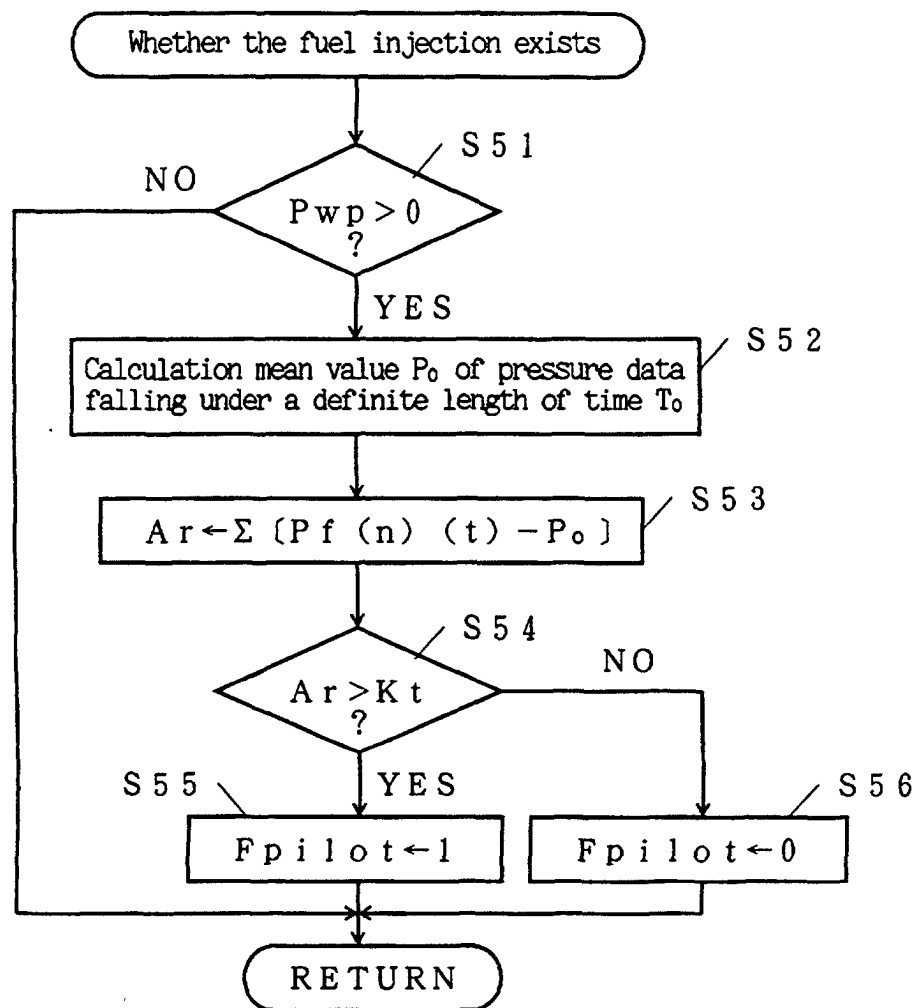 Whether the fuel injection exists
S51
NO
Pwp>0
?
YES
S52
Calculation mean value P₀ of pressure data
falling under a definite length of time T₀
S53
Ar←Σ [Pf (n) (t) −P₀]
S54
NO
Ar>Kt
?
S55
YES
S56
Fpilot←1
Fpilot←0
RETURN